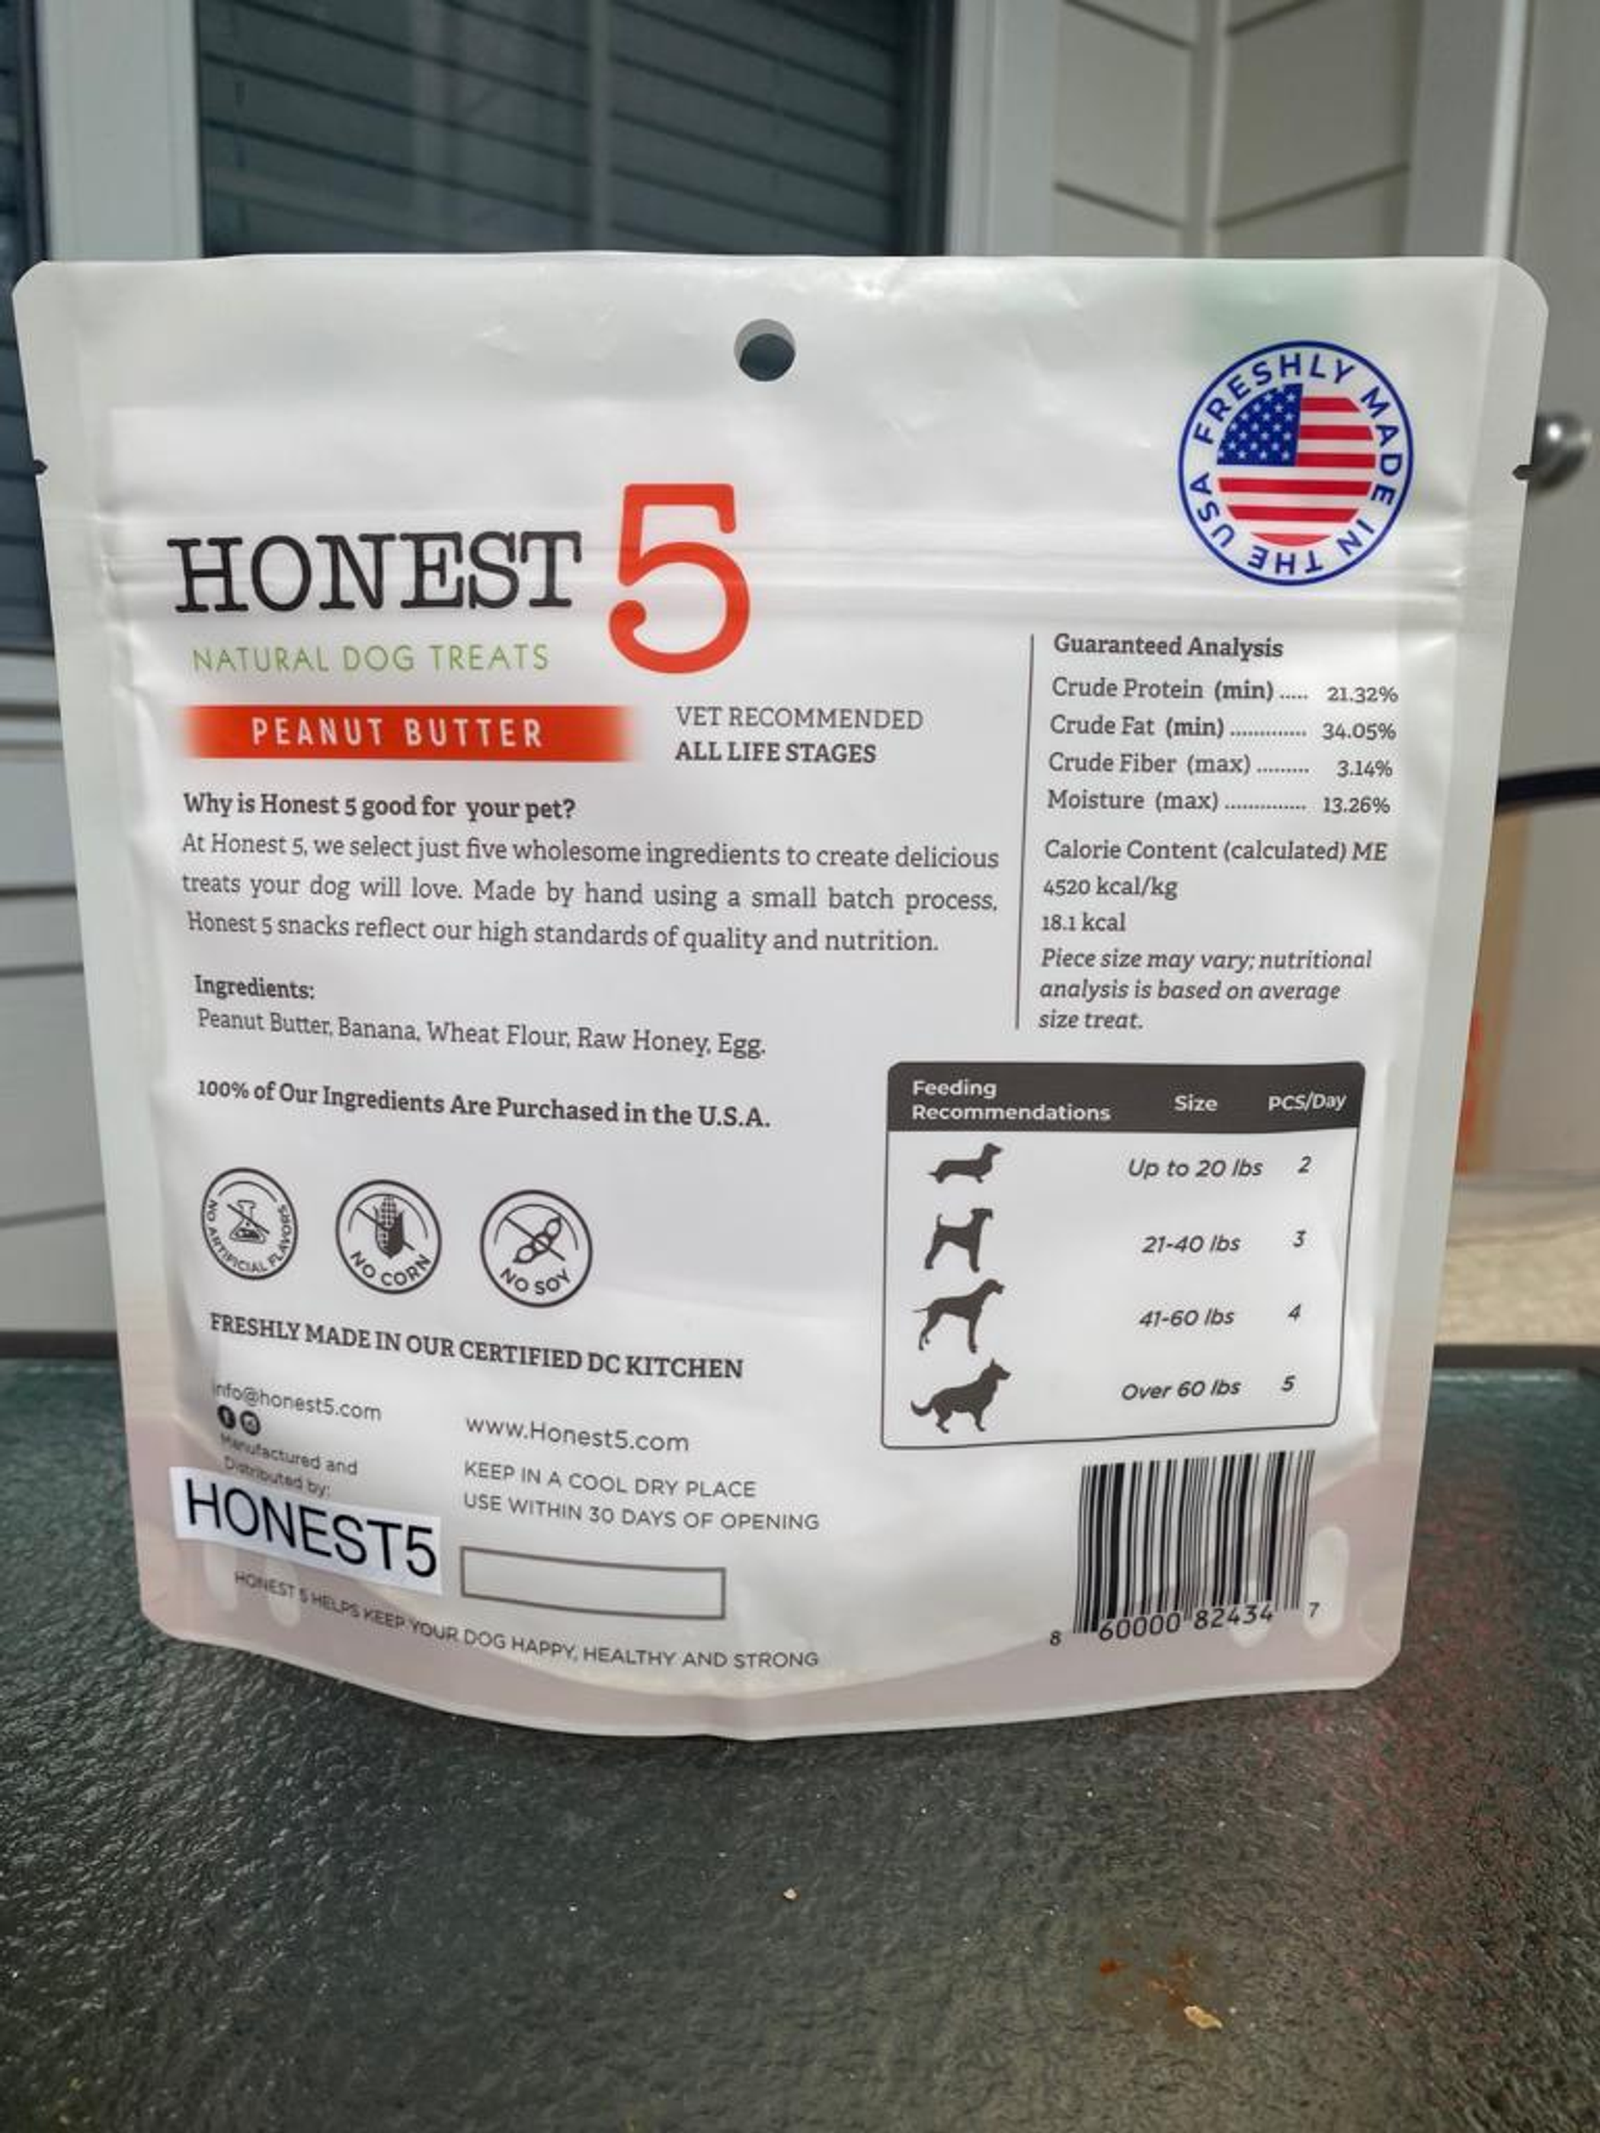 FRESHLY MADE IN THE USA
HONEST 5
NATURAL DOG TREATS
PEANUT BUTTER
VET RECOMMENDED
ALL LIFE STAGES
Why is Honest 5 good for your pet?
At Honest 5, we select just five wholesome ingredients to create delicious
treats your dog will love. Made by hand using a small batch process,
Honest 5 snacks reflect our high standards of quality and nutrition.
Ingredients:
Peanut Butter, Banana, Wheat Flour, Raw Honey, Egg.
100% of Our Ingredients Are Purchased in the U.S.A.
NO ARTIFICIAL FLAVORS
NO CORN
NO SOY
FRESHLY MADE IN OUR CERTIFIED DC KITCHEN
info@honest5.com
Manufactured and
Distributed by:
HONEST5
www.Honest5.com
KEEP IN A COOL DRY PLACE
USE WITHIN 30 DAYS OF OPENING
HONEST 5 HELPS KEEP YOUR DOG HAPPY, HEALTHY AND STRONG
Guaranteed Analysis
Crude Protein (min) ..... 21.32%
Crude Fat (min) .............. 34.05%
Crude Fiber (max) ......... 3.14%
Moisture (max) ............... 13.26%
Calorie Content (calculated) ME
4520 kcal/kg
18.1 kcal
Piece size may vary; nutritional
analysis is based on average
size treat.
Feeding
Recommendations Size PCS/Day
Up to 20 lbs 2
21-40 lbs 3
41-60 lbs 4
Over 60 lbs 5
8 60000 82434 7